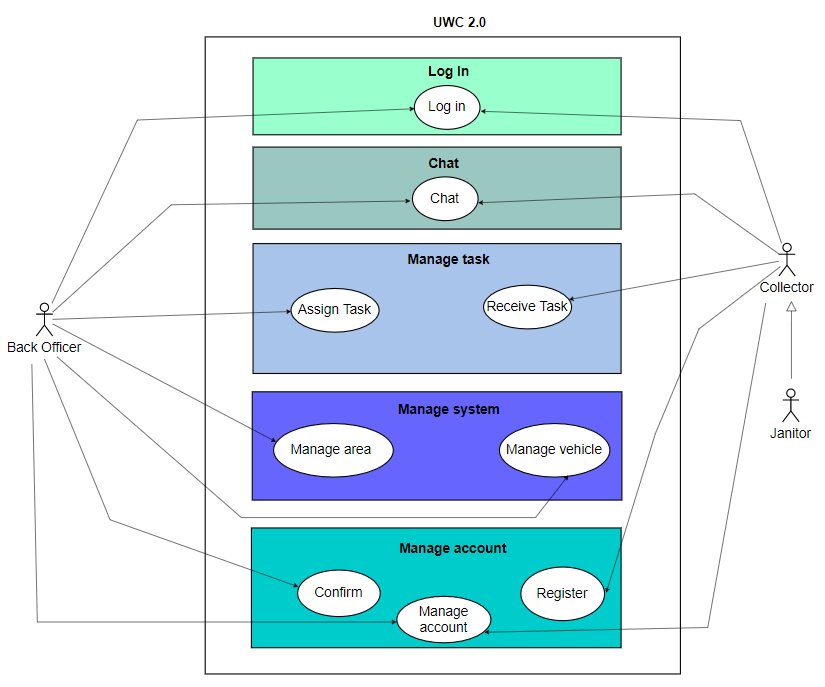 UWC 2.0
Log In
Log in
Chat
Chat
Manage task
Assign Task
Receive Task
Collector
Back Officer
Manage system
Manage area
Manage vehicle
Janitor
Manage account
Confirm
Register
Manage
account